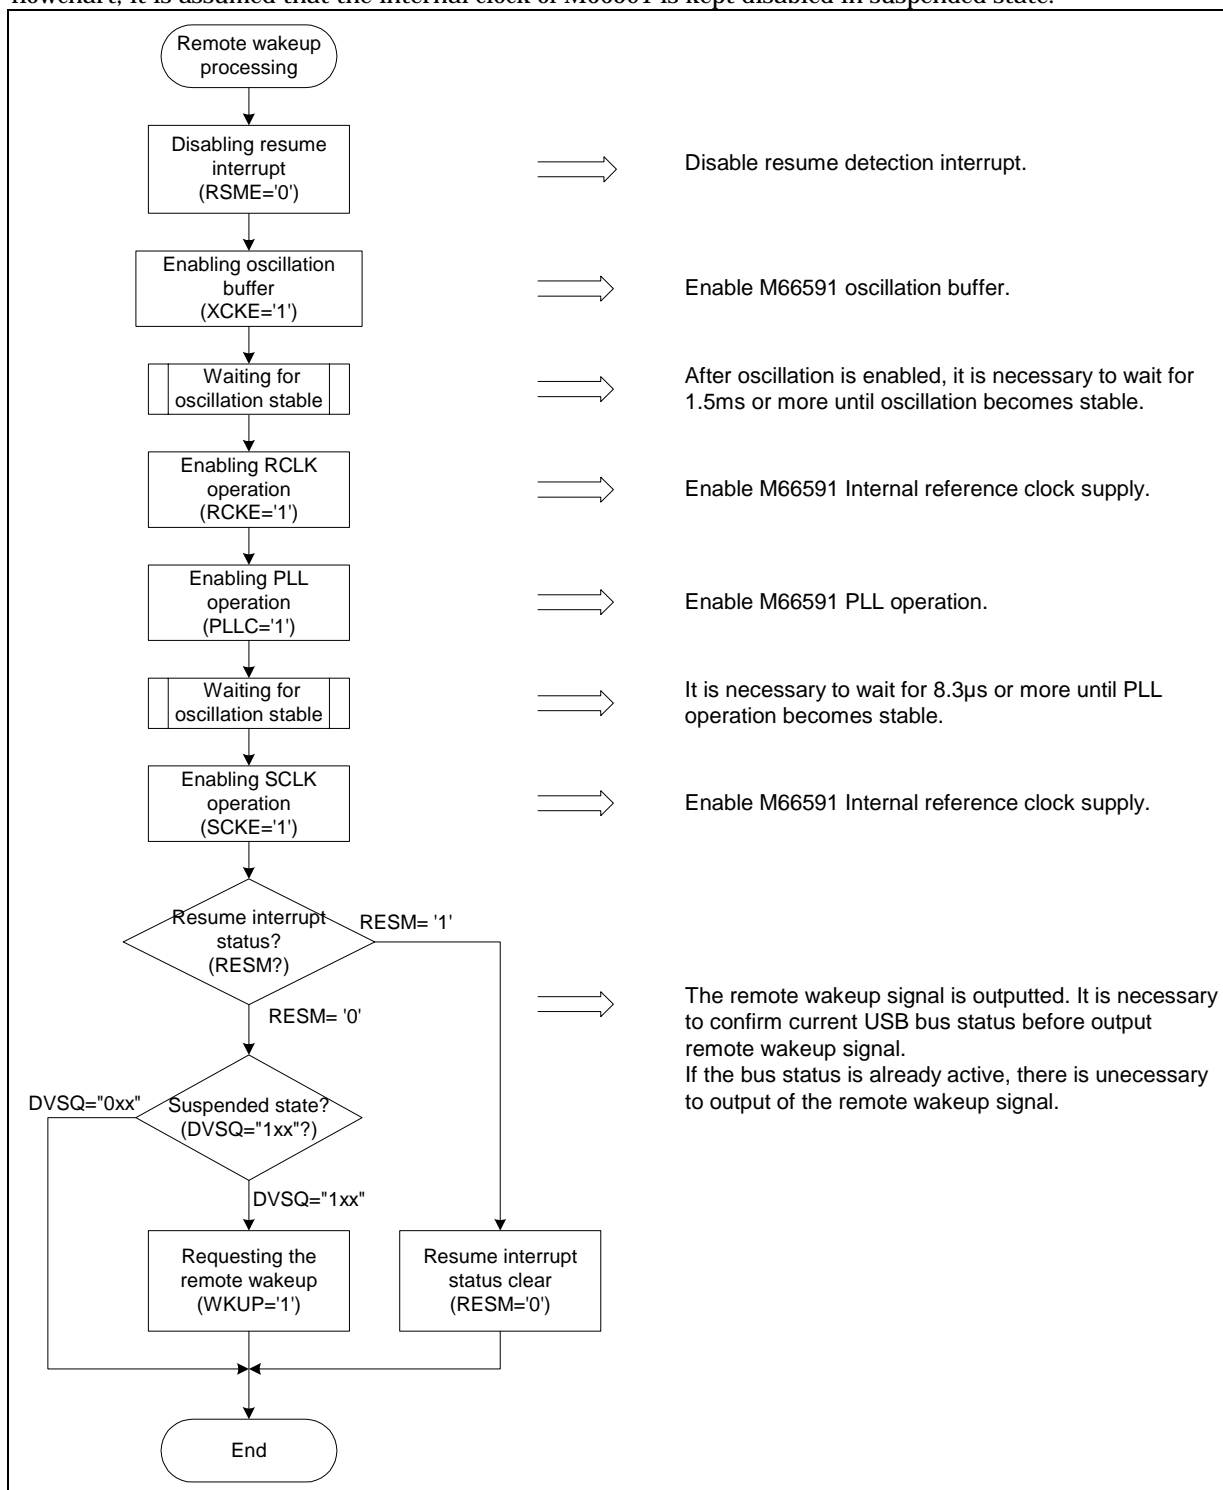 flowchart, it is assumed that the internal clock of M66591 is kept disabled in suspended state.
Remote wakeup
processing
Disabling resume
interrupt
(RSME='0')
Disable resume detection interrupt.
Enabling oscillation
buffer
(XCKE='1')
Enable M66591 oscillation buffer.
Waiting for
oscillation stable
After oscillation is enabled, it is necessary to wait for
1.5ms or more until oscillation becomes stable.
Enabling RCLK
operation
(RCKE='1')
Enable M66591 Internal reference clock supply.
Enabling PLL
operation
(PLLC='1')
Enable M66591 PLL operation.
Waiting for
oscillation stable
It is necessary to wait for 8.3μs or more until PLL
operation becomes stable.
Enabling SCLK
operation
(SCKE='1')
Enable M66591 Internal reference clock supply.
Resume interrupt
status?
(RESM?)
RESM= '1'
RESM= '0'
The remote wakeup signal is outputted. It is necessary
to confirm current USB bus status before output
remote wakeup signal.
If the bus status is already active, there is unecessary
to output of the remote wakeup signal.
DVSQ="0xx"
Suspended state?
(DVSQ="1xx"?)
DVSQ="1xx"
Requesting the
remote wakeup
(WKUP='1')
Resume interrupt
status clear
(RESM='0')
End